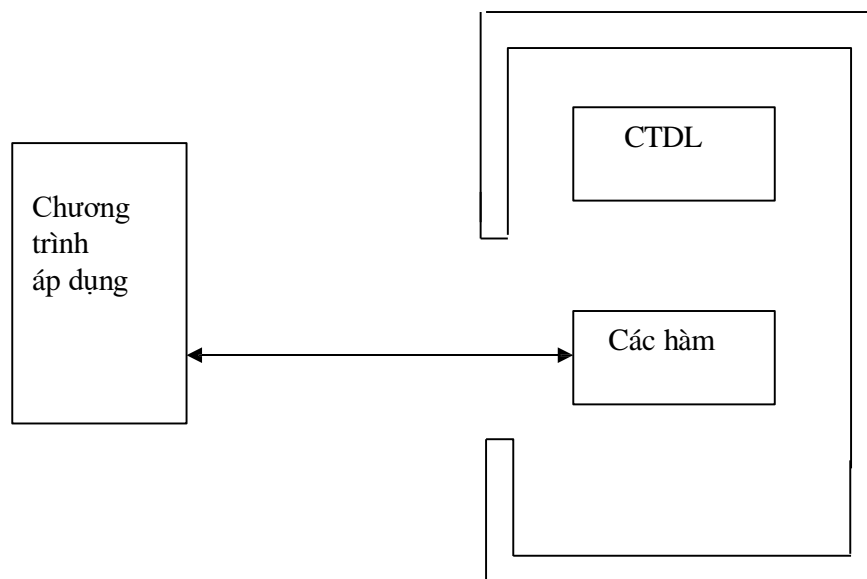 CTDL
Chương
trình
áp dụng
Các hàm